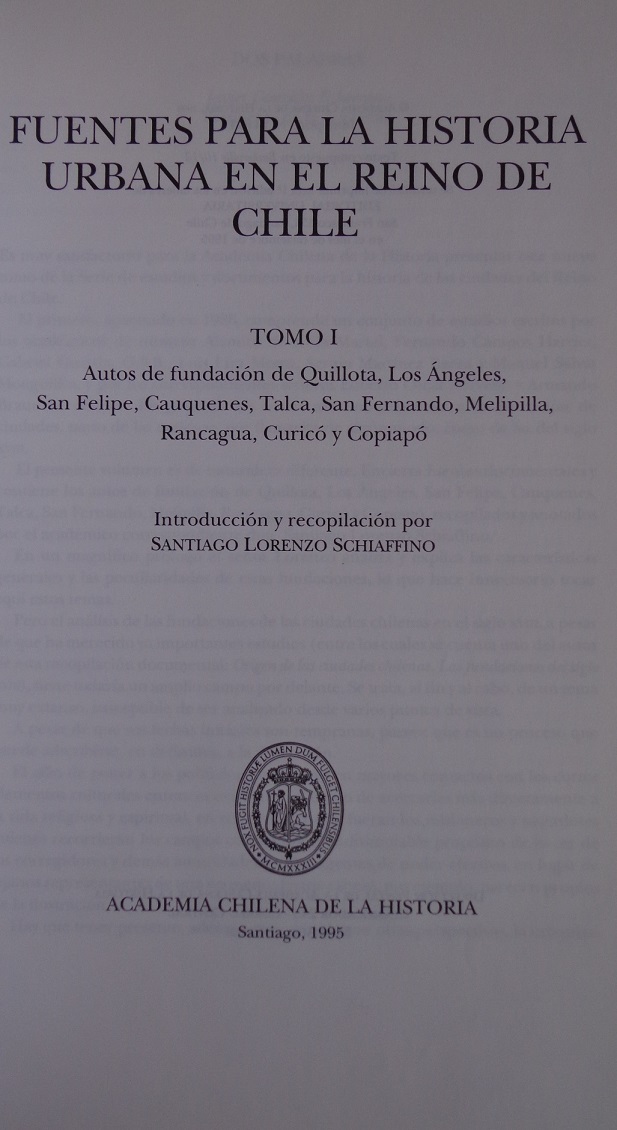 FUENTES PARA LA HISTORIA
URBANA EN EL REINO DE
CHILE
TOMO I
Autos de fundación de Quillota, Los Ángeles,
San Felipe, Cauquenes, Talca, San Fernando, Melipilla,
Rancagua, Curicó y Copiapó
Introducción y recopilación por
SANTIAGO LORENZO SCHIAFFINO
NOX FUGIT HISTORIÆ LUMEN DUM FULGET CHILENSIBUS
MCMXXXIII
ACADEMIA CHILENA DE LA HISTORIA
Santiago, 1995